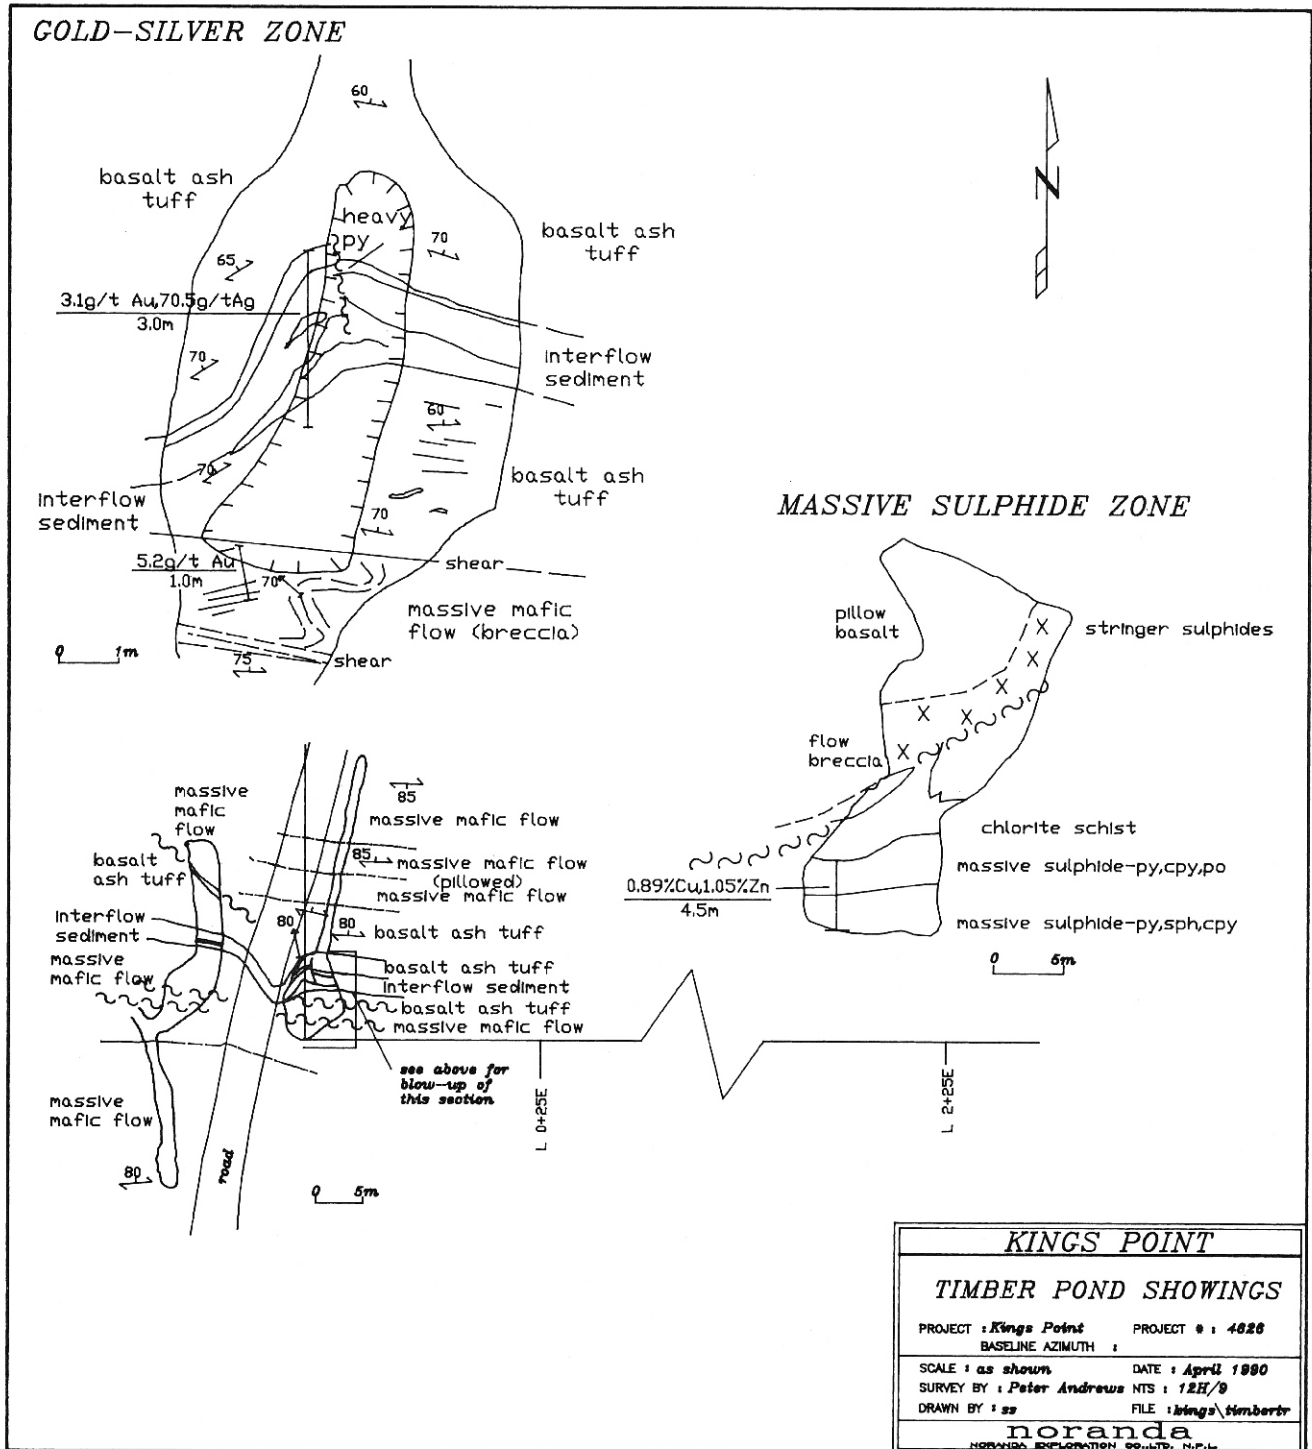 GOLD-SILVER ZONE
60
basalt ash
tuff
heavy
py
70
basalt ash
tuff
65
3.1g/t Au,70.5g/tAg
3.0m
70
Interflow
sediment
60
70
basalt ash
tuff
Interflow
sediment
70
5.2g/t Au
1.0m
70
shear
massive mafic
flow (breccia)
75
shear
0 1m
N
MASSIVE SULPHIDE ZONE
pillow
basalt
stringer sulphides
flow
breccia
chlorite schist
massive sulphide-py,cpy,po
0.89%Cu,1.05%Zn
4.5m
massive sulphide-py,sph,cpy
0 5m
massive
mafic
flow
85
massive mafic flow
basalt
ash tuff
85
massive mafic flow
(pillowed)
massive mafic flow
Interflow
sediment
80
80
basalt ash tuff
massive
mafic flow
basalt ash tuff
Interflow sediment
basalt ash tuff
massive mafic flow
see above for
blow-up of
this section
L 0+25E
L 2+25E
massive
mafic flow
80
road
0 5m
KINGS POINT
TIMBER POND SHOWINGS
PROJECT : Kings Point PROJECT # : 4626
BASELINE AZIMUTH :
SCALE : as shown DATE : April 1990
SURVEY BY : Peter Andrews NTS : 12H/9
DRAWN BY : ss FILE : kings\timbertr
noranda
NORANDA EXPLORATION CO.,LTD. N.P.L.